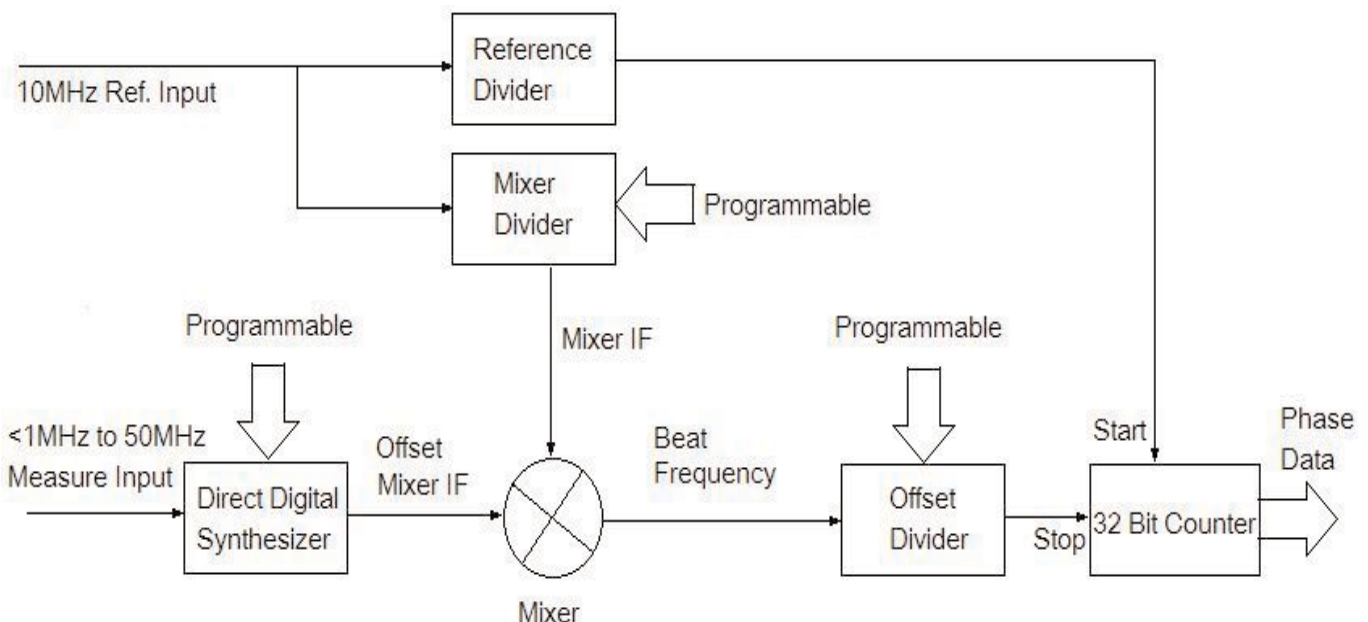 Reference
Divider
10MHz Ref. Input
Mixer
Divider
Programmable
Programmable
Mixer IF
Programmable
<1MHz to 50MHz
Measure Input
Direct Digital
Synthesizer
Offset
Mixer IF
Beat
Frequency
Offset
Divider
Start
Stop
32 Bit Counter
Phase
Data
Mixer